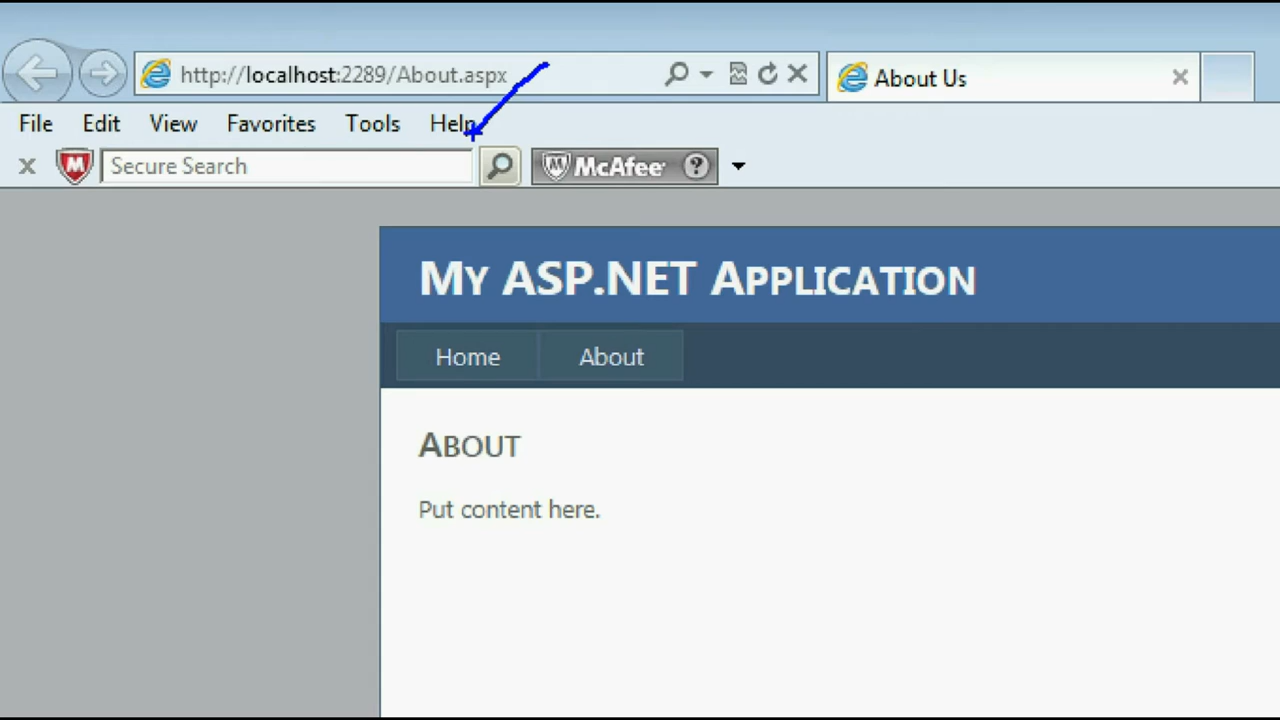 http://localhost:2289/About.aspx
About Us
File Edit View Favorites Tools Help
Secure Search McAfee
My ASP.NET Application
Home About
About
Put content here.